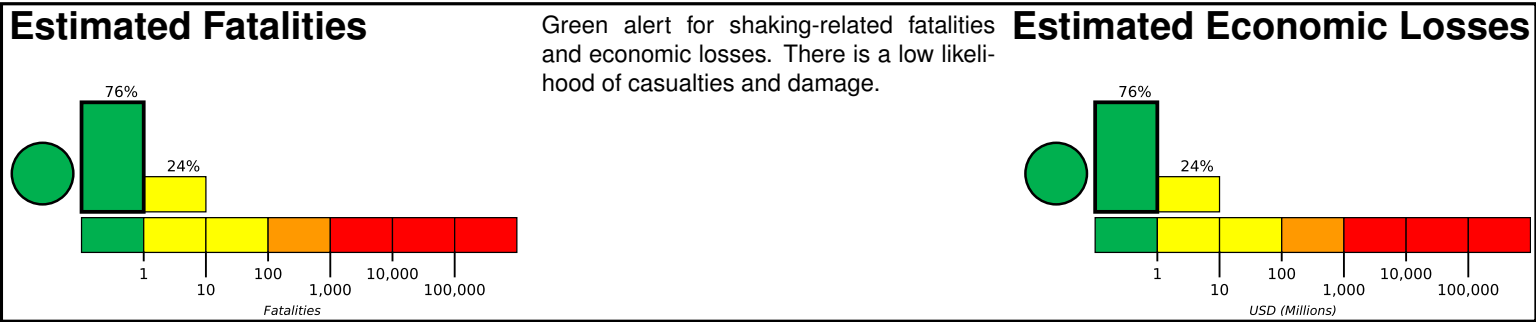 Estimated Fatalities
76%
24%
1
10
100
1,000
10,000
100,000
Fatalities
Green alert for shaking-related fatalities
and economic losses. There is a low likeli-
hood of casualties and damage.
Estimated Economic Losses
76%
24%
1
10
100
1,000
10,000
100,000
USD (Millions)